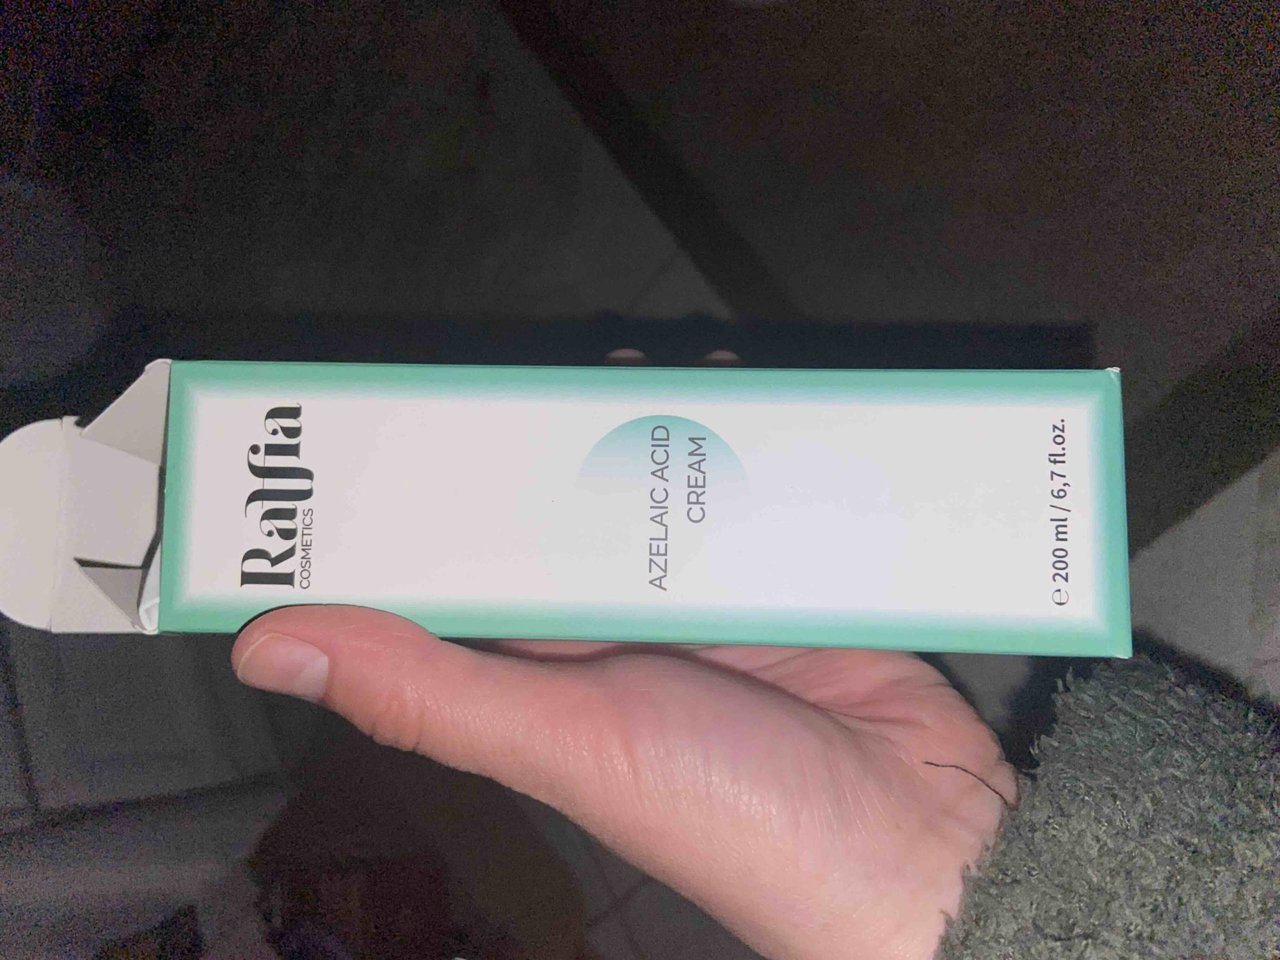 Raffia
COSMETICS
AZELAIC ACID
CREAM
℮ 200 ml / 6,7 fl.oz.